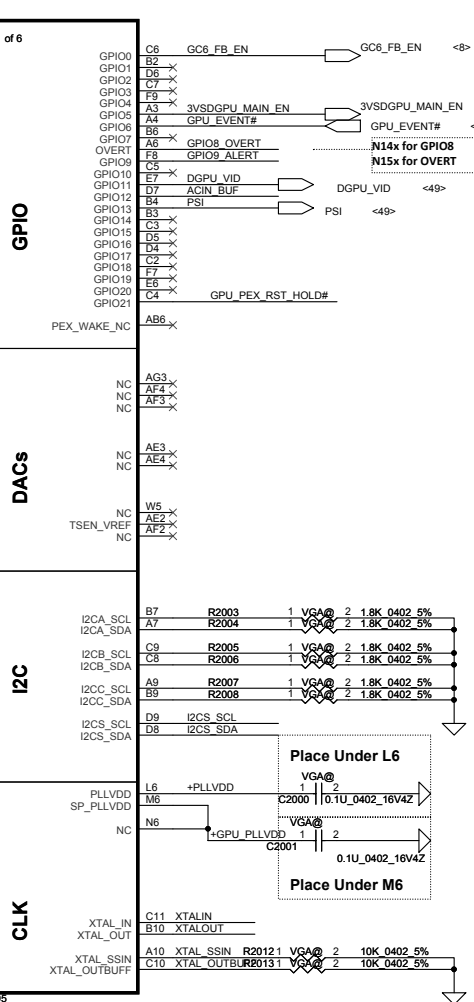 of 6
GPIO0 C6 GC6_FB_EN GC6_FB_EN <8>
GPIO1 B2
GPIO2 D6
GPIO3 C7
GPIO4 F9
GPIO5 A3 3VSDGPU_MAIN_EN 3VSDGPU_MAIN_EN
GPIO6 A4 GPU_EVENT# GPU_EVENT# <
GPIO7 B6
OVERT A6 GPIO8_OVERT N14x for GPIO8
GPIO9 F8 GPIO9_ALERT N15x for OVERT
GPIO10 C5
GPIO11 E7 DGPU_VID DGPU_VID <49>
GPIO12 D7 ACIN_BUF
GPIO13 B4 PSI PSI <49>
GPIO14 B3
GPIO15 C3
GPIO16 D5
GPIO17 D4
GPIO18 C2
GPIO19 F7
GPIO20 E6
GPIO21 C4 GPU_PEX_RST_HOLD#
GPIO
PEX_WAKE_NC AB6
NC AG3
NC AF4
NC AF3
NC AE3
NC AE4
DACs
NC W5
TSEN_VREF AE2
NC AF2
I2CA_SCL B7 R2003 1 VGA@ 2 1.8K_0402_5%
I2CA_SDA A7 R2004 1 VGA@ 2 1.8K_0402_5%
I2CB_SCL C9 R2005 1 VGA@ 2 1.8K_0402_5%
I2CB_SDA C8 R2006 1 VGA@ 2 1.8K_0402_5%
I2C
I2CC_SCL A9 R2007 1 VGA@ 2 1.8K_0402_5%
I2CC_SDA B9 R2008 1 VGA@ 2 1.8K_0402_5%
I2CS_SCL D9 I2CS_SCL
I2CS_SDA D8 I2CS_SDA
Place Under L6
VGA@
PLLVDD L6 +PLLVDD 1 2
C2000 0.1U_0402_16V4Z
SP_PLLVDD M6
VGA@
NC N6 +GPU_PLLVDD 1 2
C2001 0.1U_0402_16V4Z
Place Under M6
CLK
XTAL_IN C11 XTALIN
XTAL_OUT B10 XTALOUT
XTAL_SSIN A10 XTAL_SSIN R2012 1 VGA@ 2 10K_0402_5%
XTAL_OUTBUFF C10 XTAL_OUTBUFF R2013 1 VGA@ 2 10K_0402_5%